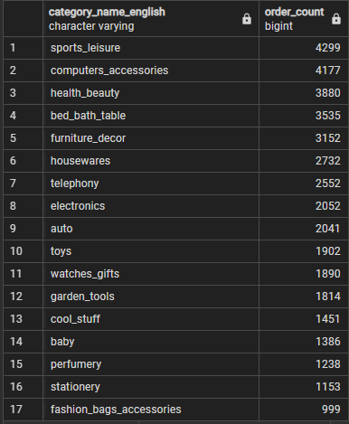 category_name_english order_count
character varying bigint
1 sports_leisure 4299
2 computers_accessories 4177
3 health_beauty 3880
4 bed_bath_table 3535
5 furniture_decor 3152
6 housewares 2732
7 telephony 2552
8 electronics 2052
9 auto 2041
10 toys 1902
11 watches_gifts 1890
12 garden_tools 1814
13 cool_stuff 1451
14 baby 1386
15 perfumery 1238
16 stationery 1153
17 fashion_bags_accessories 999